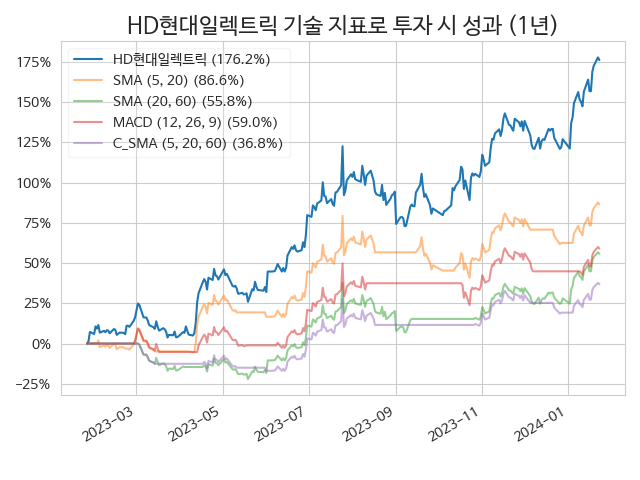 HD현대일렉트릭 기술 지표로 투자 시 성과 (1년)
HD현대일렉트릭 (176.2%)
SMA (5, 20) (86.6%)
SMA (20, 60) (55.8%)
MACD (12, 26, 9) (59.0%)
C_SMA (5, 20, 60) (36.8%)
175%
150%
125%
100%
75%
50%
25%
0%
−25%
2023-03
2023-05
2023-07
2023-09
2023-11
2024-01